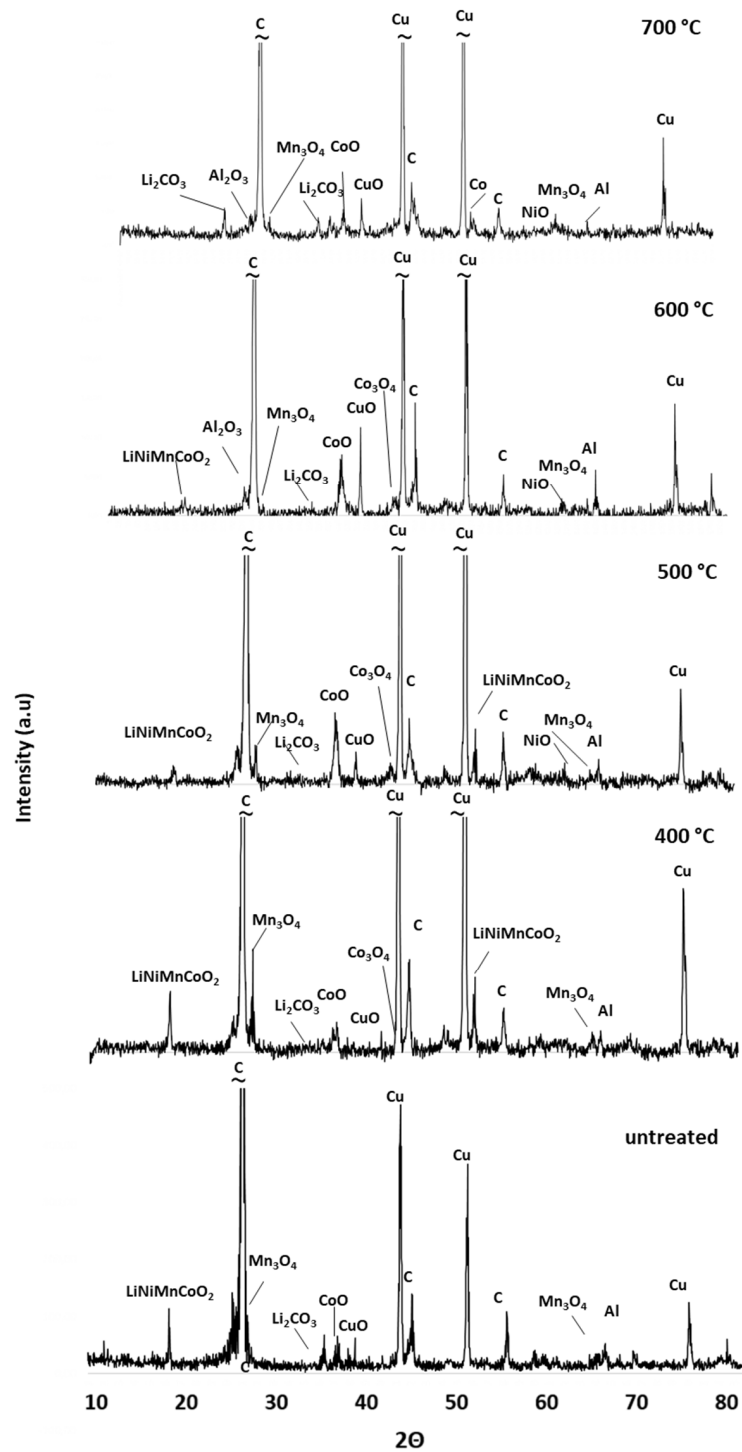 700 °C
C
~
Cu
~
Cu
~
Cu
Mn₃O₄ CoO
C
Li₂CO₃
Al₂O₃
Li₂CO₃
CuO
Co
C
Mn₃O₄
Al
NiO
600 °C
C
~
Cu
~
Cu
~
Cu
Co₃O₄
C
CuO
Mn₃O₄
Al₂O₃
CoO
LiNiMnCoO₂
Li₂CO₃
C
Al
Mn₃O₄
NiO
500 °C
C
~
Cu
~
Cu
~
Cu
Co₃O₄
C
LiNiMnCoO₂
CoO
LiNiMnCoO₂
Mn₃O₄
Li₂CO₃
CuO
C
Mn₃O₄
NiO
Al
Intensity (a.u)
400 °C
C
~
Cu
~
Cu
~
Cu
Mn₃O₄
C
LiNiMnCoO₂
Co₃O₄
LiNiMnCoO₂
Li₂CO₃
CoO
CuO
C
Mn₃O₄
Al
untreated
C
~
Cu
Cu
Mn₃O₄
C
Cu
LiNiMnCoO₂
CoO
Li₂CO₃
CuO
C
Mn₃O₄
Al
C
10 20 30 40 50 60 70 80
2Θ